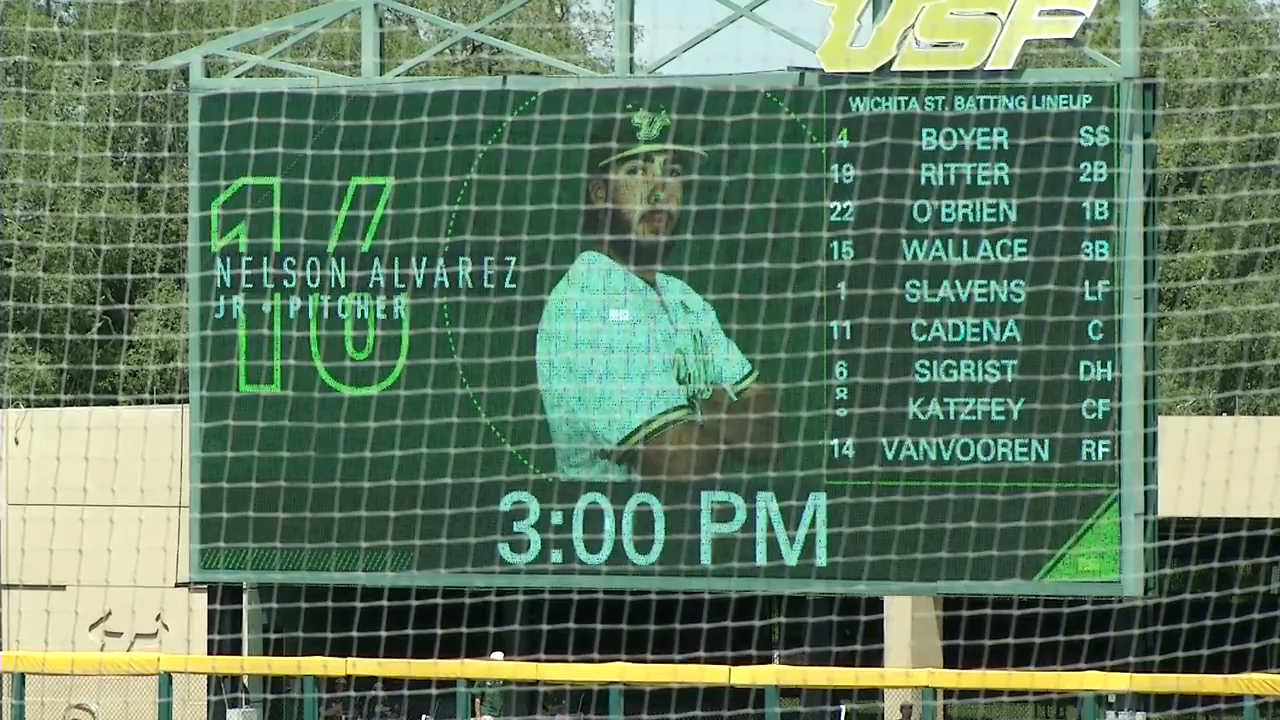 USF
16
NELSON ALVAREZ
JR • PITCHER
WICHITA ST. BATTING LINEUP
4 BOYER SS
19 RITTER 2B
22 O'BRIEN 1B
15 WALLACE 3B
1 SLAVENS LF
11 CADENA C
6 SIGRIST DH
8 KATZFEY CF
14 VANVOOREN RF
3:00 PM